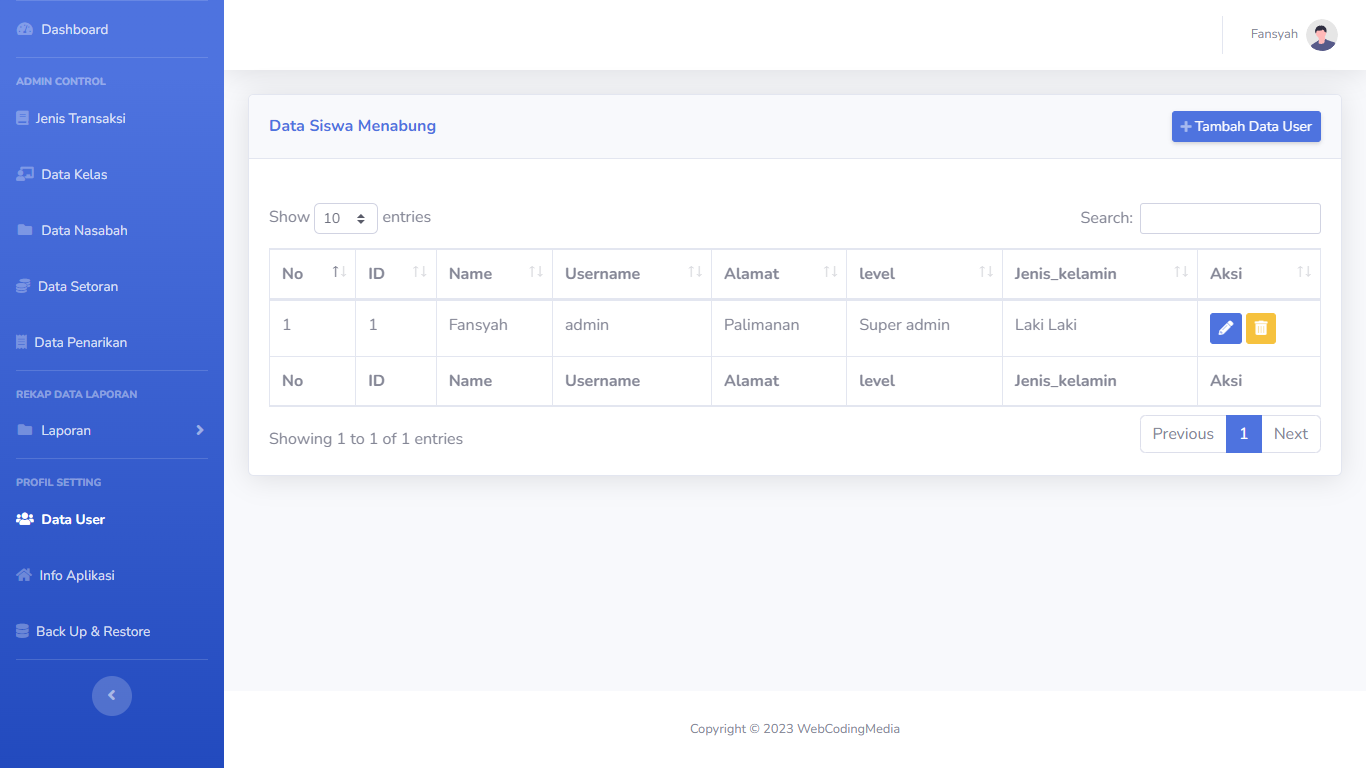 Dashboard
ADMIN CONTROL
Jenis Transaksi
Data Kelas
Data Nasabah
Data Setoran
Data Penarikan
REKAP DATA LAPORAN
Laporan
PROFIL SETTING
Data User
Info Aplikasi
Back Up & Restore
Fansyah
Data Siswa Menabung
+ Tambah Data User
Show 10 entries
Search:
No ID Name Username Alamat level Jenis_kelamin Aksi
1 1 Fansyah admin Palimanan Super admin Laki Laki
No ID Name Username Alamat level Jenis_kelamin Aksi
Showing 1 to 1 of 1 entries
Previous 1 Next
Copyright © 2023 WebCodingMedia